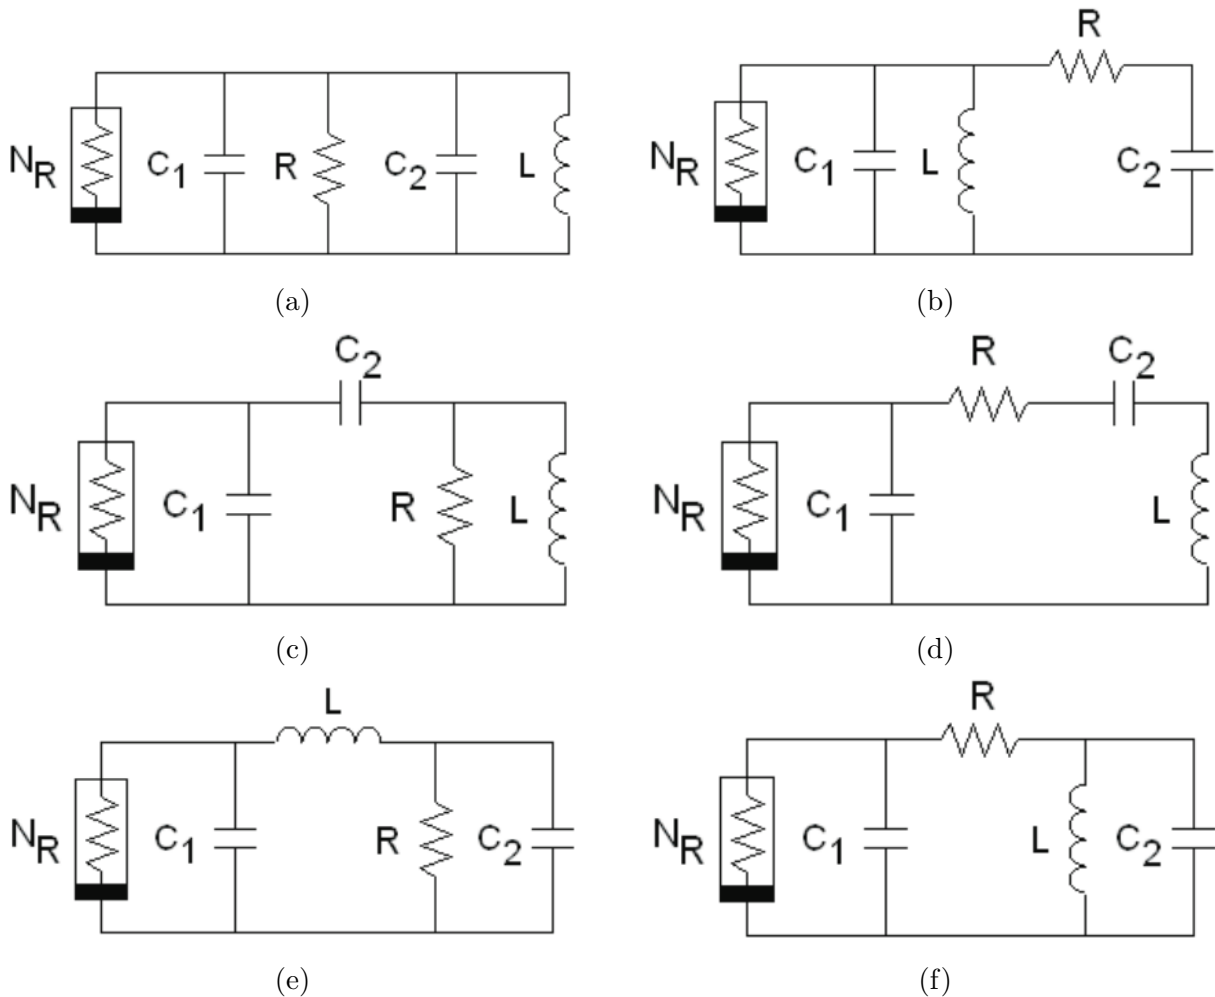 R
N_R C_1 R C_2 L
N_R C_1 L C_2
(a) (b)
C_2
R C_2
N_R C_1 R L
N_R C_1 L
(c) (d)
L
R
N_R C_1 R C_2
N_R C_1 L C_2
(e) (f)